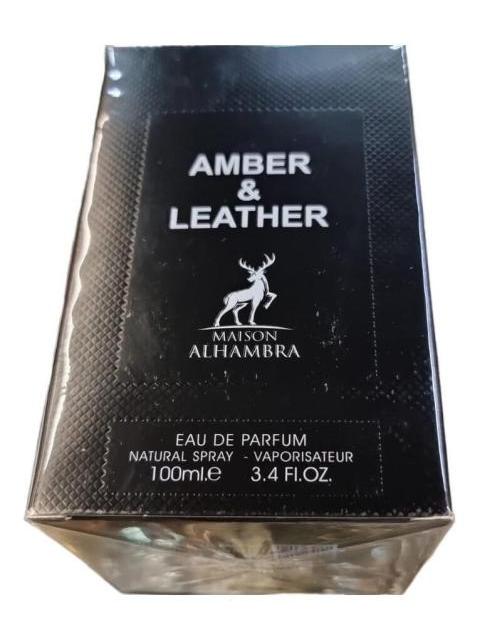 AMBER
&
LEATHER
MAISON
ALHAMBRA
EAU DE PARFUM
NATURAL SPRAY - VAPORISATEUR
100ml.e 3.4 Fl.OZ.